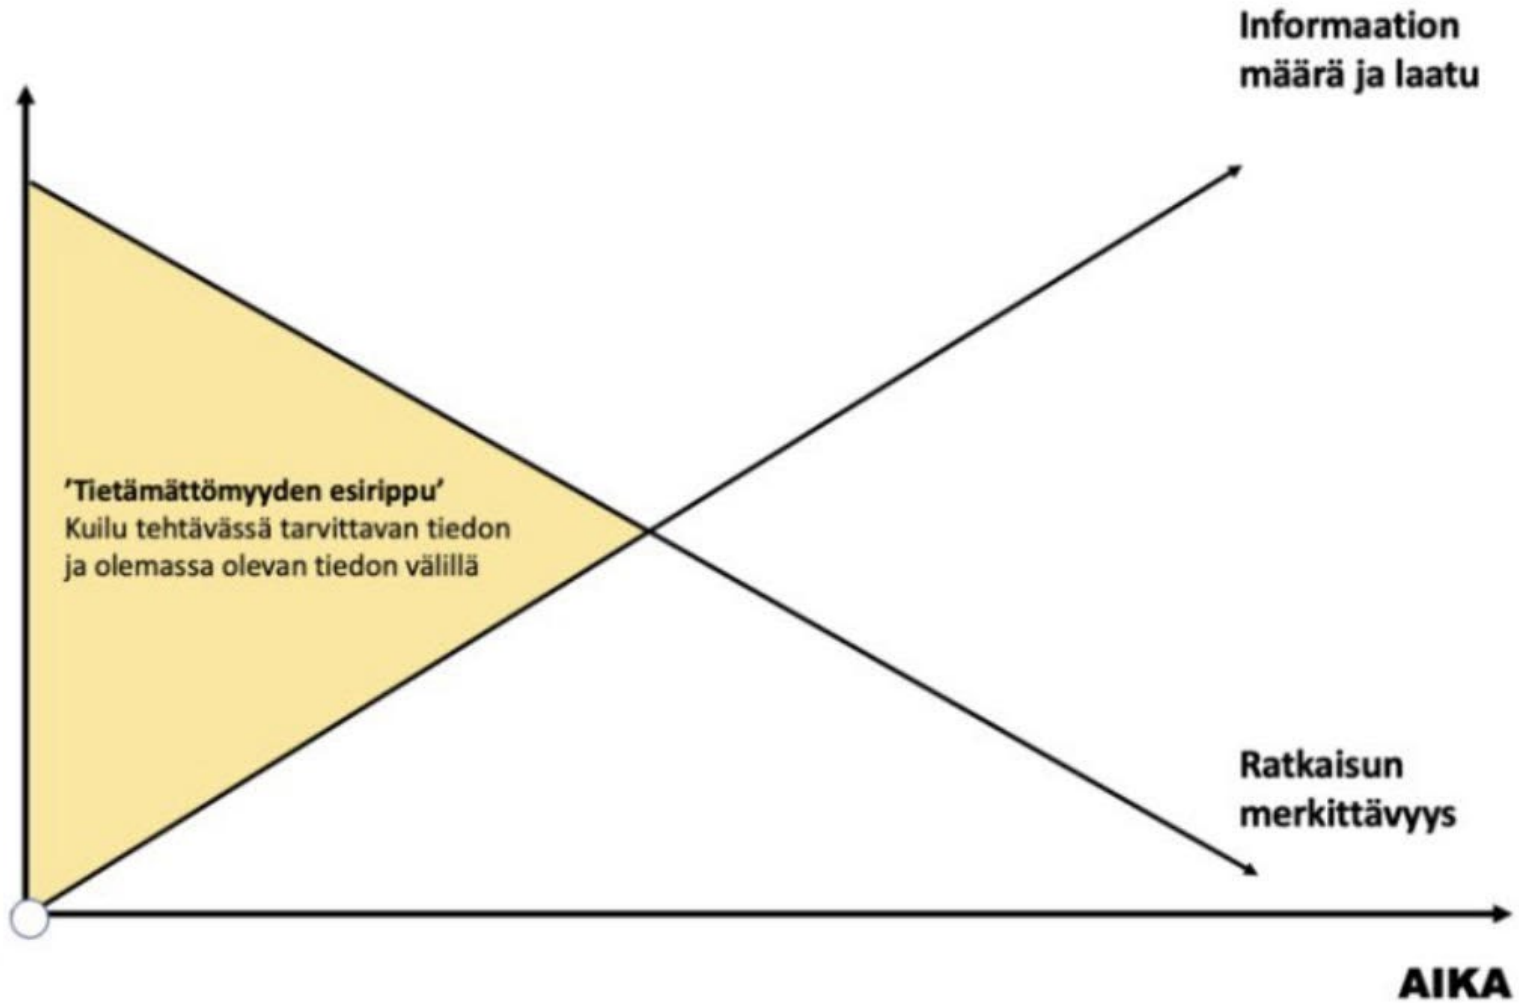 Informaation
määrä ja laatu
’Tietämättömyyden esirippu’
Kuilu tehtävässä tarvittavan tiedon
ja olemassa olevan tiedon välillä
Ratkaisun
merkittävyys
AIKA